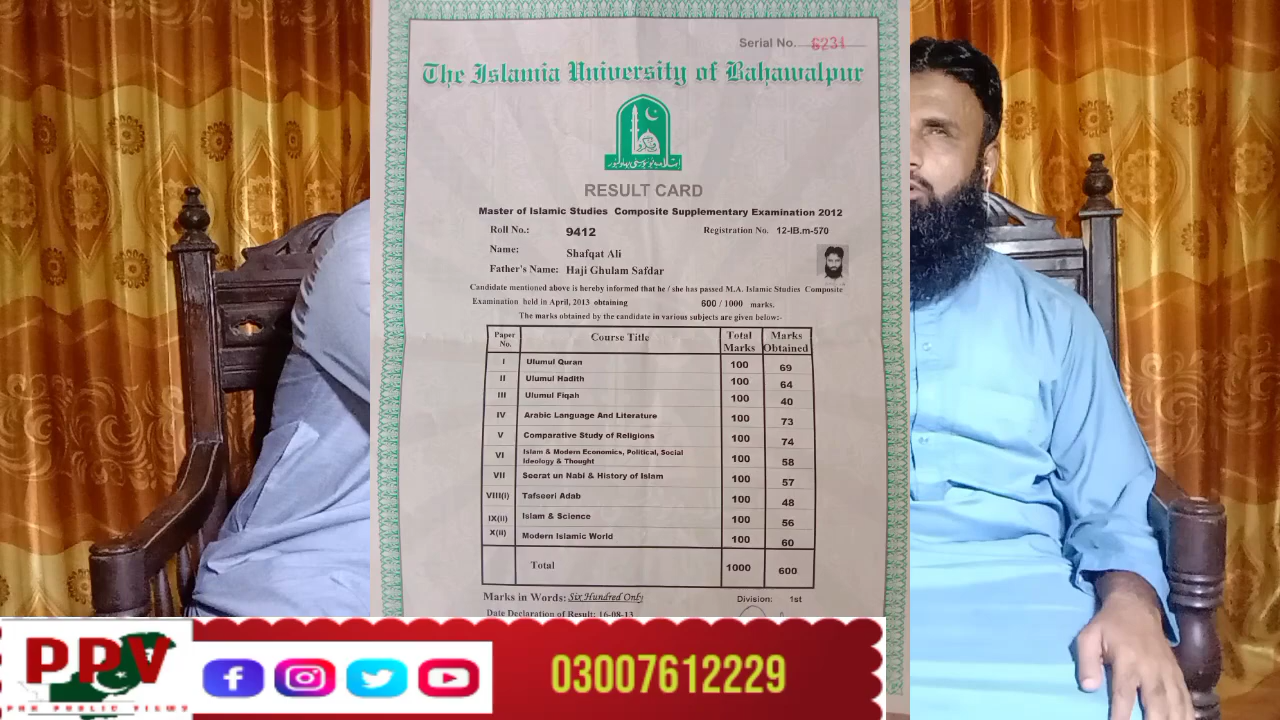 Serial No. 6231
The Islamia University of Bahawalpur
RESULT CARD
Master of Islamic Studies Composite Supplementary Examination 2012
Roll No.: 9412 Registration No. 12-IB.m-570
Name: Shafqat Ali
Father's Name: Haji Ghulam Safdar
Candidate mentioned above is hereby informed that he / she has passed M.A. Islamic Studies Composite
Examination held in April, 2013 obtaining 600 / 1000 marks.
The marks obtained by the candidate in various subjects are given below:-
Paper No. Course Title Total Marks Marks Obtained
I Ulumul Quran 100 69
II Ulumul Hadith 100 64
III Ulumul Fiqah 100 40
IV Arabic Language And Literature 100 73
V Comparative Study of Religions 100 74
VI Islam & Modern Economics, Political, Social
Ideology & Thought 100 58
VII Seerat un Nabi & History of Islam 100 57
VIII(i) Tafseeri Adab 100 48
IX(ii) Islam & Science 100 56
X(ii) Modern Islamic World 100 60
Total 1000 600
Marks in Words: Six Hundred Only Division: 1st
Date Declaration of Result: 16-08-13
PPV
PAK PUBLIC VIEWS
03007612229